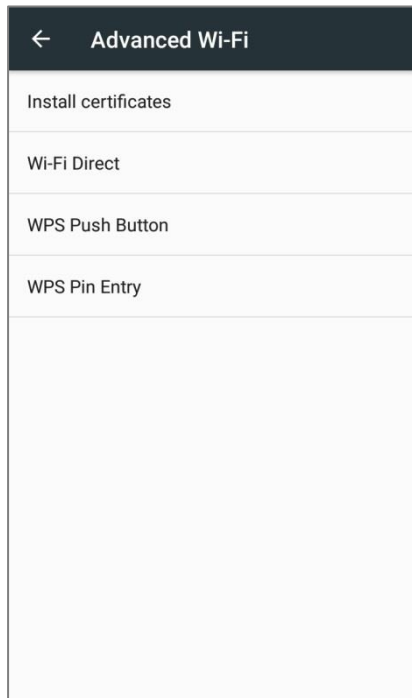 Advanced Wi-Fi
Install certificates
Wi-Fi Direct
WPS Push Button
WPS Pin Entry